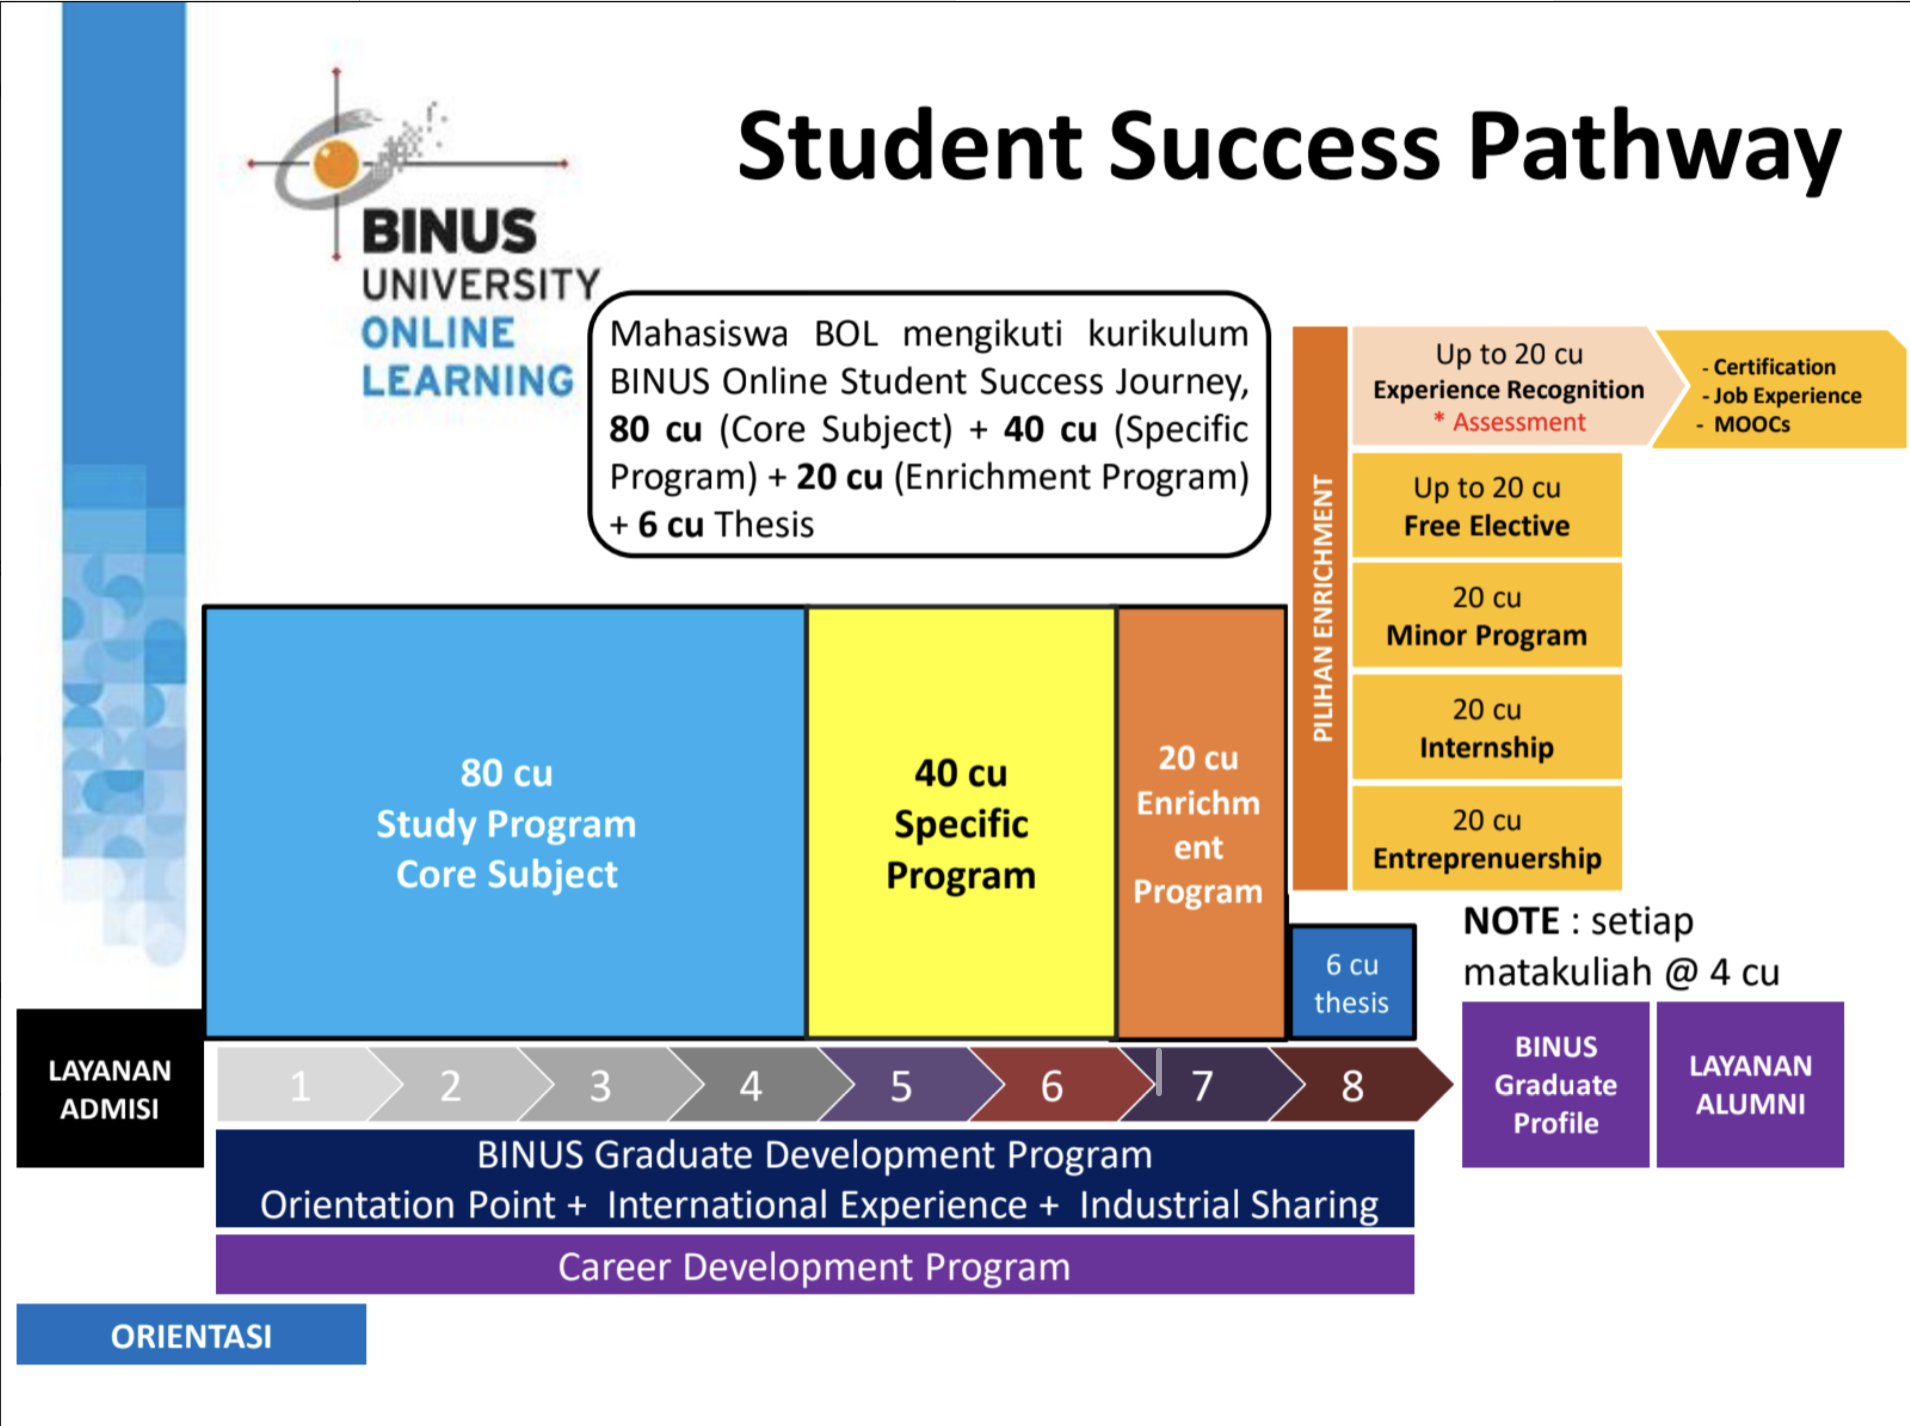 Student Success Pathway
BINUS
UNIVERSITY
ONLINE
LEARNING
Mahasiswa BOL mengikuti kurikulum
BINUS Online Student Success Journey,
80 cu (Core Subject) + 40 cu (Specific
Program) + 20 cu (Enrichment Program)
+ 6 cu Thesis
PILIHAN ENRICHMENT
Up to 20 cu
Experience Recognition
* Assessment
- Certification
- Job Experience
- MOOCs
Up to 20 cu
Free Elective
20 cu
Minor Program
20 cu
Internship
20 cu
Entreprenuership
80 cu
Study Program
Core Subject
40 cu
Specific
Program
20 cu
Enrichm
ent
Program
6 cu
thesis
NOTE : setiap
matakuliah @ 4 cu
LAYANAN
ADMISI
1 2 3 4 5 6 7 8
BINUS
Graduate
Profile
LAYANAN
ALUMNI
BINUS Graduate Development Program
Orientation Point + International Experience + Industrial Sharing
Career Development Program
ORIENTASI